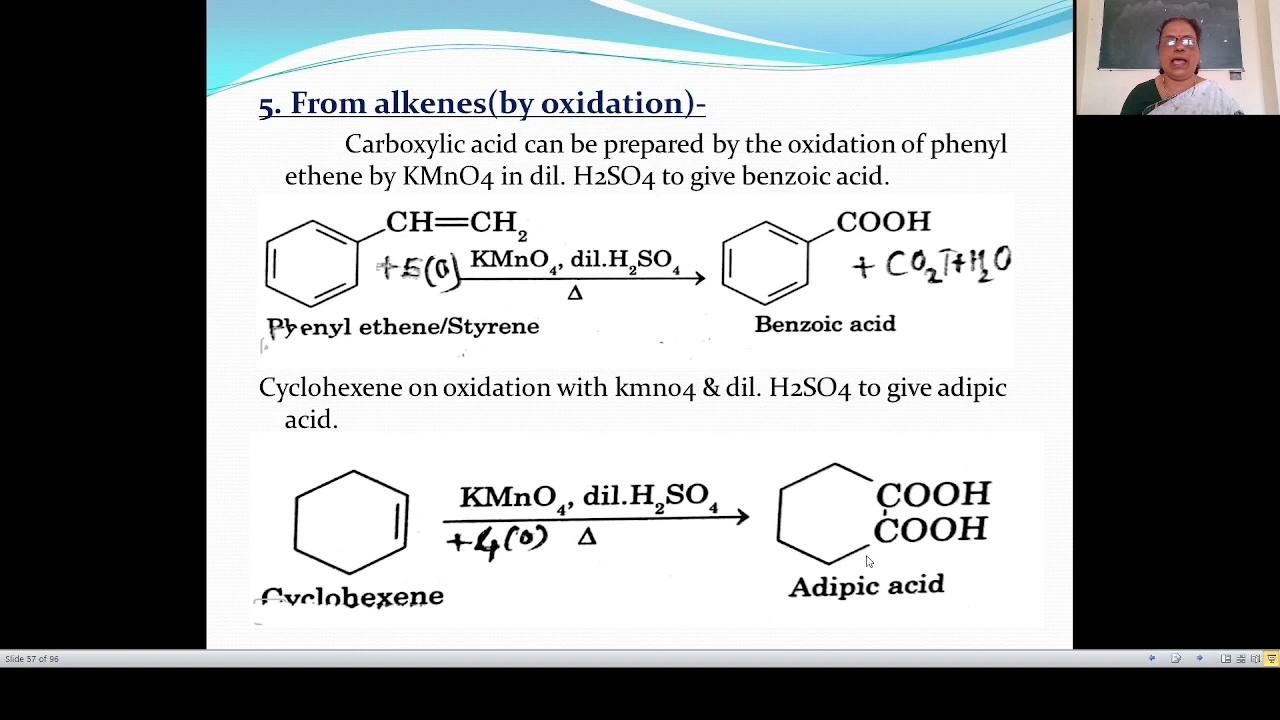 5. From alkenes(by oxidation)-
Carboxylic acid can be prepared by the oxidation of phenyl
ethene by KMnO4 in dil. H2SO4 to give benzoic acid.
CH=CH₂
+5(O) KMnO₄, dil.H₂SO₄
Δ
COOH
+ CO₂↑+H₂O
Phenyl ethene/Styrene
Benzoic acid
Cyclohexene on oxidation with kmno4 & dil. H2SO4 to give adipic
acid.
KMnO₄, dil.H₂SO₄
+4(O) Δ
COOH
COOH
Cyclohexene
Adipic acid
Slide 57 of 96